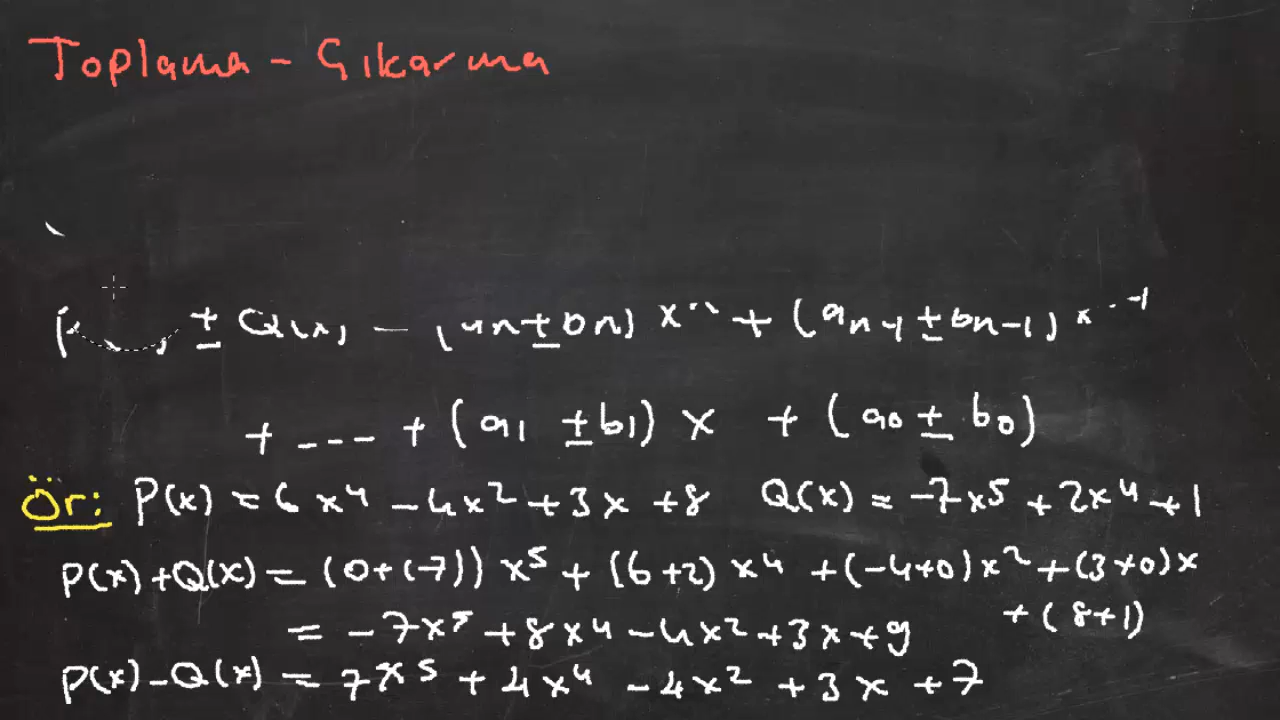 Toplama - Çıkarma
± Q(x) - (an±bn) x + (an-1 ±bn-1) x -1
+ --- + (a1 ±b1) x + (a0 ± b0)
Ör: P(x) = 6x⁴ - 4x² + 3x + 8 Q(x) = -7x⁵ + 2x⁴ + 1
P(x)+Q(x) = (0+(-7)) x⁵ + (6+2) x⁴ + (-4+0)x² + (3+0)x
+ (8+1)
= -7x⁵ + 8x⁴ - 4x² + 3x + 9
P(x) - Q(x) = 7x⁵ + 4x⁴ - 4x² + 3x + 7